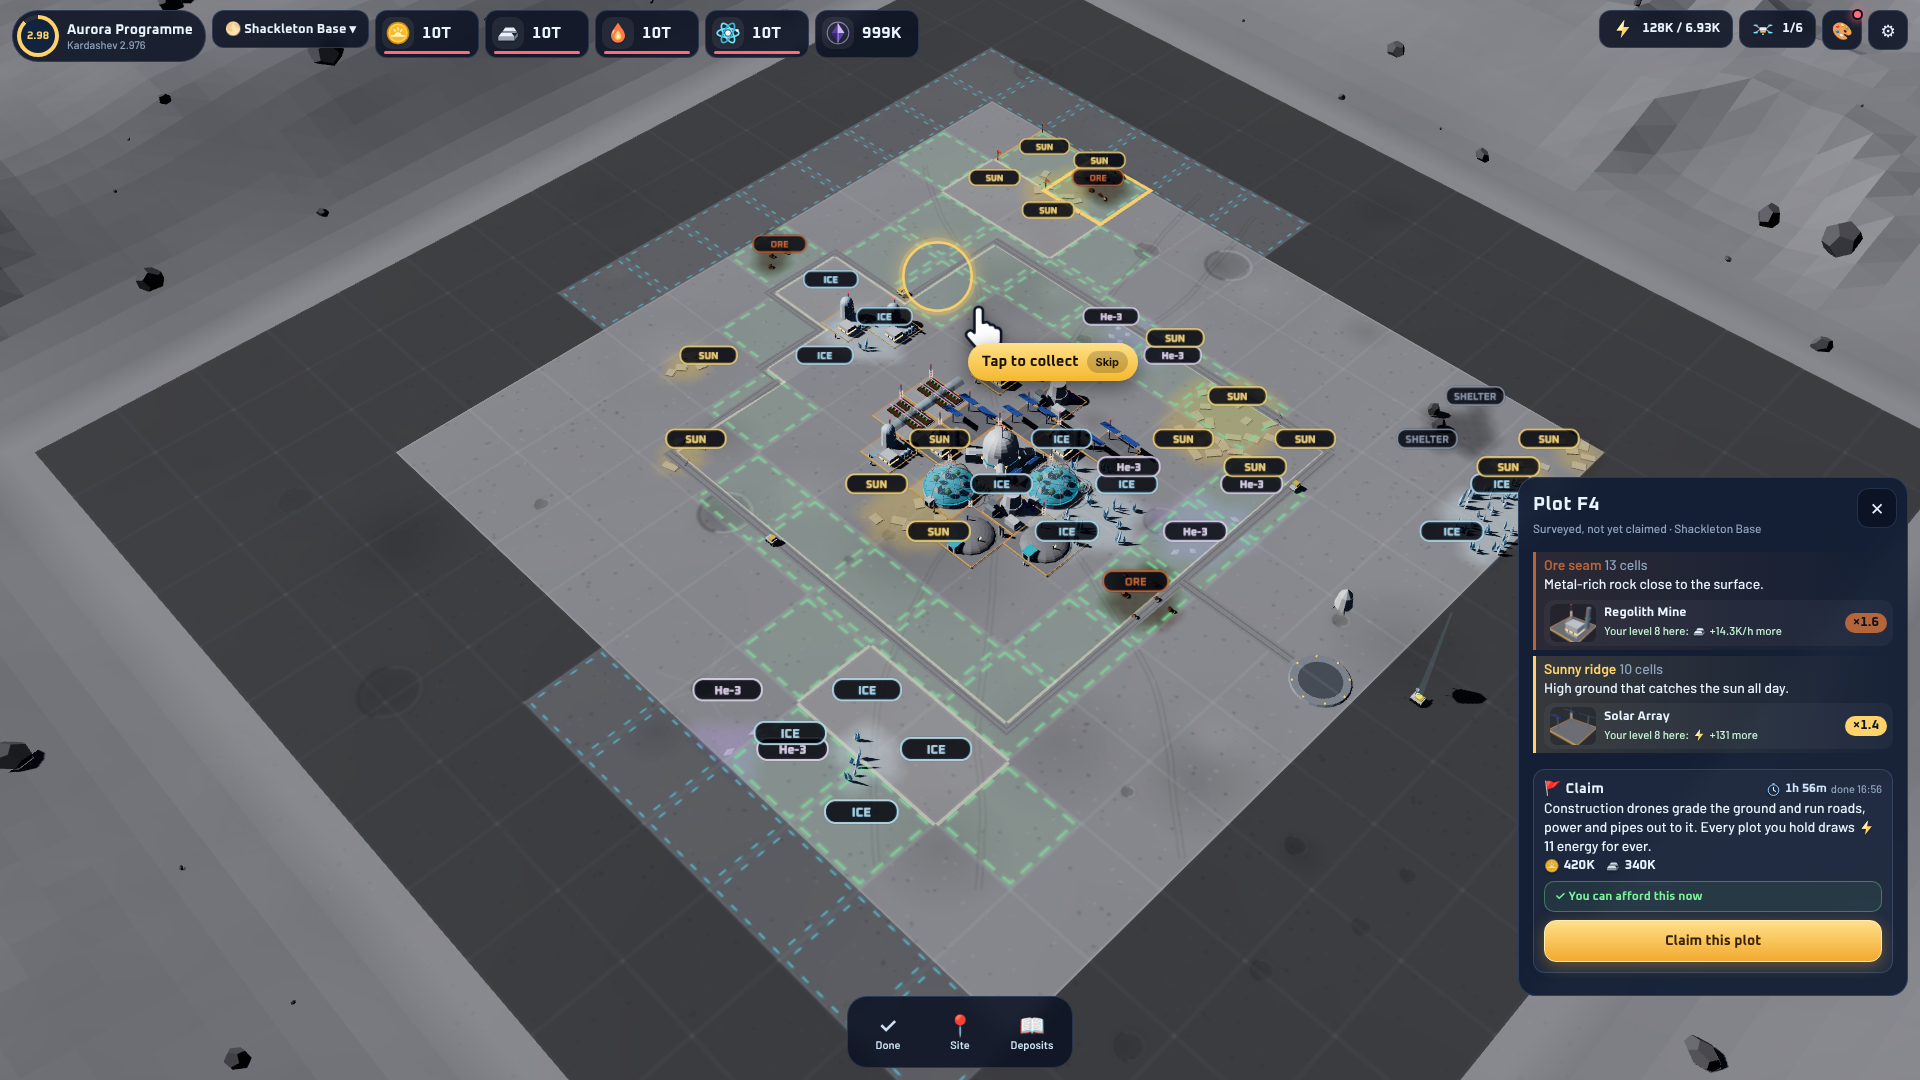 2.98
Aurora Programme
Kardashev 2.976
Shackleton Base ▾
10T
10T
10T
10T
999K
128K / 6.93K
1/6
SUN
SUN
SUN
ORE
SUN
ORE
ICE
ICE
He-3
SUN
SUN
ICE
He-3
Tap to collect
Skip
SUN
SHELTER
SUN
SUN
ICE
SUN
SUN
SHELTER
SUN
He-3
SUN
SUN
SUN
ICE
ICE
He-3
ICE
SUN
ICE
He-3
ICE
ORE
He-3
ICE
ICE
He-3
ICE
ICE
Plot F4
Surveyed, not yet claimed · Shackleton Base
Ore seam 13 cells
Metal-rich rock close to the surface.
Regolith Mine
Your level 8 here: +14.3K/h more
×1.6
Sunny ridge 10 cells
High ground that catches the sun all day.
Solar Array
Your level 8 here: +131 more
×1.4
Claim
1h 56m done 16:56
Construction drones grade the ground and run roads,
power and pipes out to it. Every plot you hold draws
11 energy for ever.
420K 340K
✓ You can afford this now
Claim this plot
Done
Site
Deposits